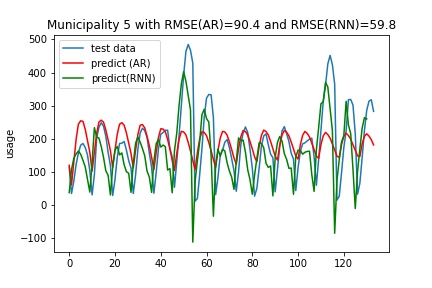 Municipality 5 with RMSE(AR)=90.4 and RMSE(RNN)=59.8
test data
predict (AR)
predict(RNN)
usage
500
400
300
200
100
0
−100
0 20 40 60 80 100 120